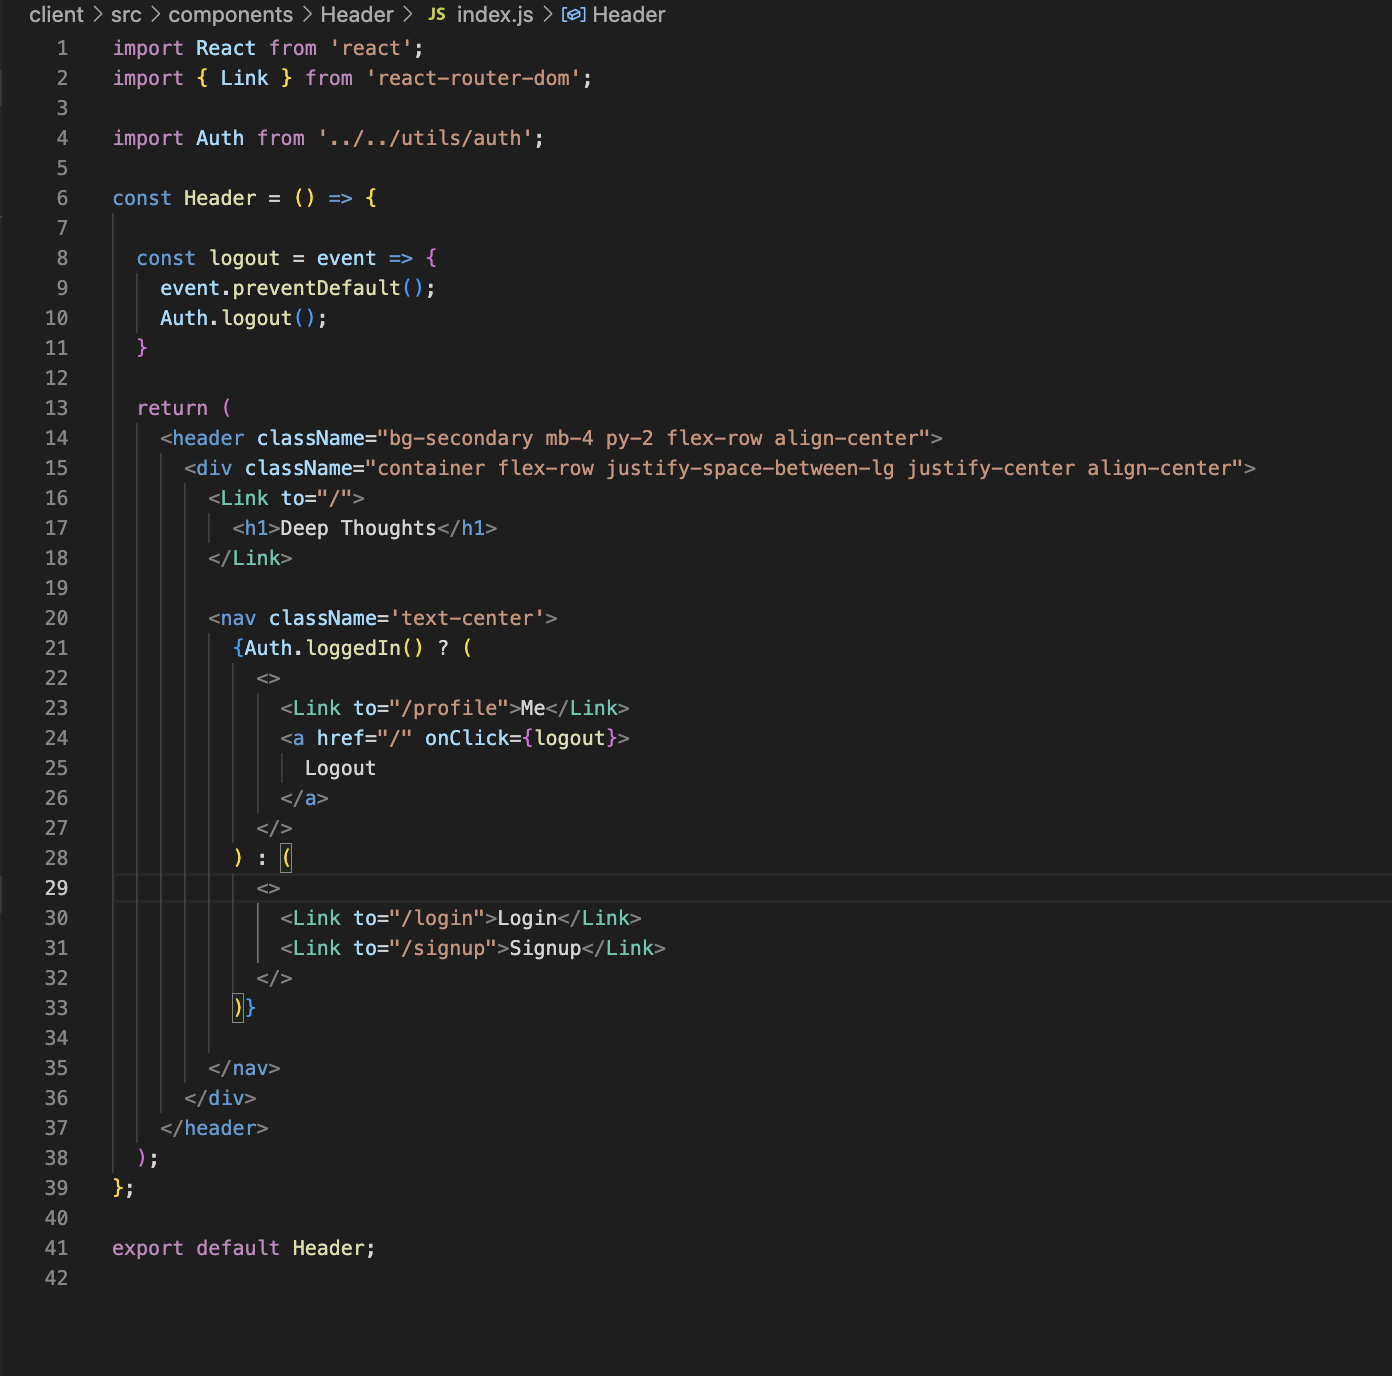 client > src > components > Header > JS index.js > Header
1 import React from 'react';
2 import { Link } from 'react-router-dom';
3
4 import Auth from '../../utils/auth';
5
6 const Header = () => {
7
8   const logout = event => {
9     event.preventDefault();
10     Auth.logout();
11   }
12
13   return (
14     <header className="bg-secondary mb-4 py-2 flex-row align-center">
15       <div className="container flex-row justify-space-between-lg justify-center align-center">
16         <Link to="/">
17           <h1>Deep Thoughts</h1>
18         </Link>
19
20         <nav className='text-center'>
21           {Auth.loggedIn() ? (
22             <>
23               <Link to="/profile">Me</Link>
24               <a href="/" onClick={logout}>
25                 Logout
26               </a>
27             </>
28           ) : (
29             <>
30               <Link to="/login">Login</Link>
31               <Link to="/signup">Signup</Link>
32             </>
33           )}
34
35         </nav>
36       </div>
37     </header>
38   );
39 };
40
41 export default Header;
42